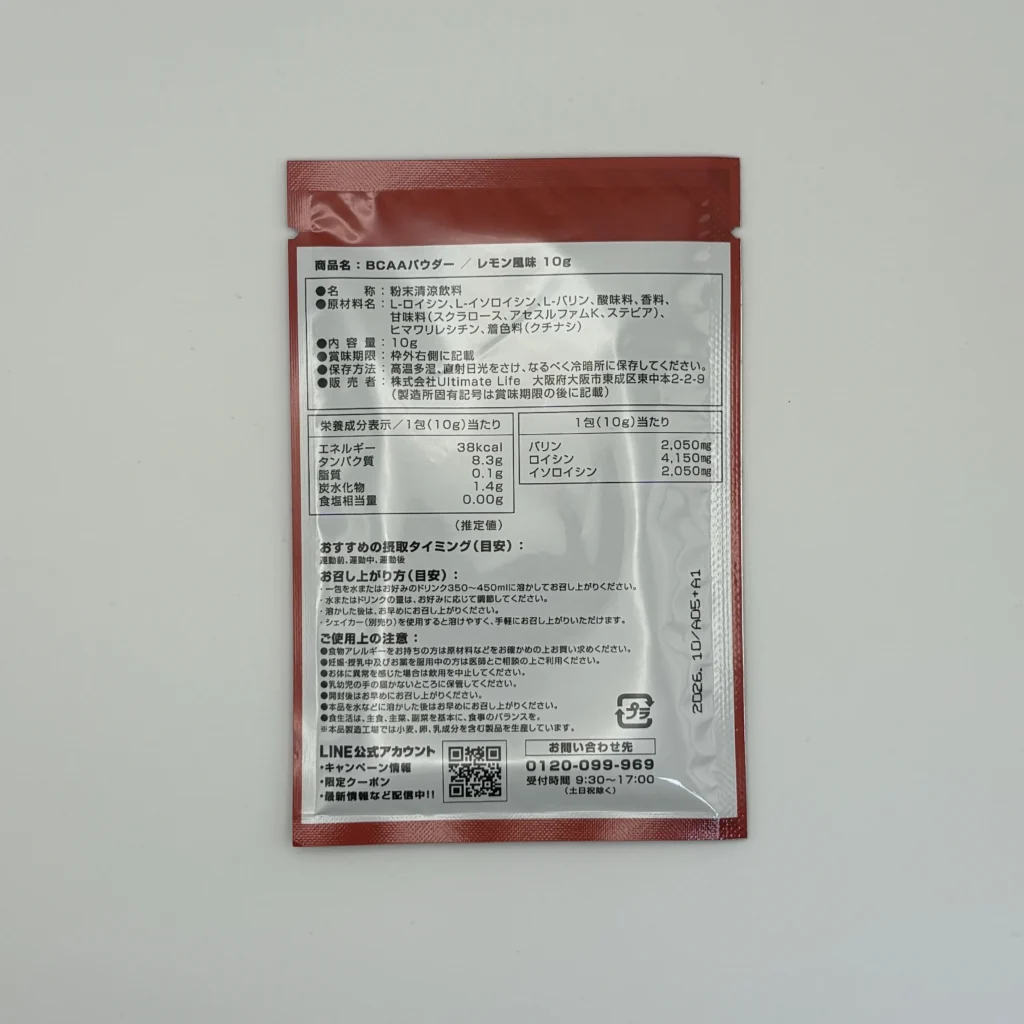 商品名：BCAAパウダー ／ レモン風味 10g
●名　　称：粉末清涼飲料
●原材料名：L-ロイシン、L-イソロイシン、L-バリン、酸味料、香料、
甘味料（スクラロース、アセスルファムK、ステビア）、
ヒマワリレシチン、着色料（クチナシ）
●内 容 量：10g
●賞味期限：枠外右側に記載
●保存方法：高温多湿、直射日光をさけ、なるべく冷暗所に保存してください。
●販 売 者：株式会社Ultimate Life　大阪府大阪市東成区東中本2-2-9
（製造所固有記号は賞味期限の後に記載）
栄養成分表示／1包（10g）当たり
エネルギー 38kcal
タンパク質 8.3g
脂質 0.1g
炭水化物 1.4g
食塩相当量 0.00g
（推定値）
1包（10g）当たり
バリン 2,050㎎
ロイシン 4,150㎎
イソロイシン 2,050㎎
おすすめの摂取タイミング（目安）：
運動前、運動中、運動後
お召し上がり方（目安）：
・一包を水またはお好みのドリンク350～450mlに溶かしてお召し上がりください。
・水またはドリンクの量は、お好みに応じて調節してください。
・溶かした後は、お早めにお召し上がりください。
・シェイカー（別売り）を使用すると溶けやすく、手軽にお召し上がりいただけます。
ご使用上の注意：
●食物アレルギーをお持ちの方は原材料などをお確かめの上お買い求めください。
●妊娠・授乳中及びお薬を服用中の方は医師とご相談の上ご利用ください。
●お体に異常を感じた場合は飲用を中止してください。
●乳幼児の手の届かないところに保管してください。
●開封後はお早めにお召し上がりください。
●本品を水などに溶かした後はお早めにお召し上がりください。
●食生活は、主食、主菜、副菜を基本に、食事のバランスを。
※本品製造工場では小麦、卵、乳成分を含む製品を生産しています。
プラ
2026.10/AD5+A1
LINE公式アカウント
・キャンペーン情報
・限定クーポン
・最新情報など配信中!!
お問い合わせ先
0120-099-969
受付時間 9:30～17:00
（土日祝除く）